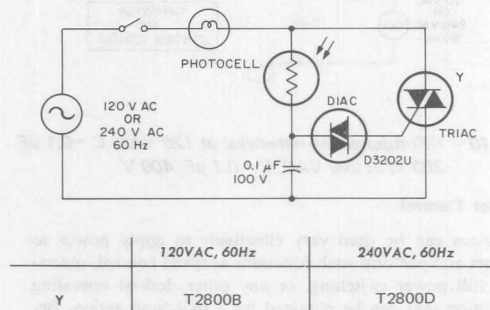 PHOTOCELL
120 V AC
OR
240 V AC
60 Hz
DIAC
Y
TRIAC
D3202U
0.1 μF
100 V
120VAC, 60Hz
240VAC, 60Hz
Y
T2800B
T2800D